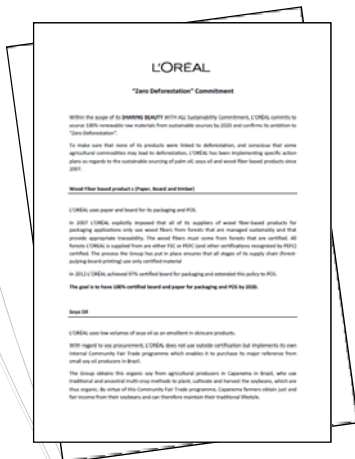 L'ORÉAL
"Zero Deforestation" Commitment
Within the scope of its SHARING BEAUTY WITH ALL Sustainability Commitment, L'ORÉAL commits to
source 100% renewable raw materials from sustainable sources by 2020 and confirms its ambition to
"Zero Deforestation".
To make sure that none of its products were linked to deforestation, and conscious that some
agricultural commodities may lead to deforestation, L'ORÉAL has been implementing specific action
plans as regards to the sustainable sourcing of palm oil, soya oil and wood fiber based products since
2007.
Wood Fiber based products (Paper, Board and timber)
L'ORÉAL uses paper and board for its packaging and POS.
In 2007 L'ORÉAL explicitly imposed that all of its suppliers of wood fiber-based products for
packaging applications only use wood fibers from forests that are managed sustainably and that
provide appropriate traceability. The wood fibers must come from forests that are certified. All
forests L'ORÉAL is supplied from are either FSC or PEFC (and other certifications recognised by PEFC)
certified. The process the Group has put in place ensures that all stages of its supply chain (forest-
pulping-board-printing) use only certified material
In 2012 L'ORÉAL achieved 97% certified board and paper for packaging and extended this policy to POS.
The goal is to have 100% certified board and paper for packaging and POS by 2020.
Soya Oil
L'ORÉAL uses low volumes of soya oil as an emollient in skincare products.
With regard to soy procurement, L'ORÉAL does not use outside certification but implements its own
internal Community Fair Trade programme which enables it to purchase its major reference from
small soy oil producers in Brazil.
The Group obtains this organic soy from agricultural producers in Capanema in Brazil, who use
traditional and ancestral multi-crop methods to plant, cultivate and harvest the soybeans, which are
thus organic. By virtue of this Community Fair Trade programme, Capanema farmers obtain just and
fair income from their soybeans and can therefore maintain their traditional lifestyle.